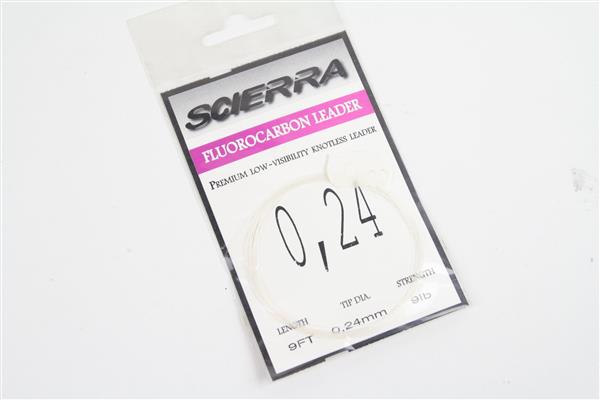 SCIERRA
FLUOROCARBON LEADER
PREMIUM LOW-VISIBILITY KNOTLESS LEADER
0,24
LENGTH TIP DIA. STRENGTH
9FT 0,24mm 9lb